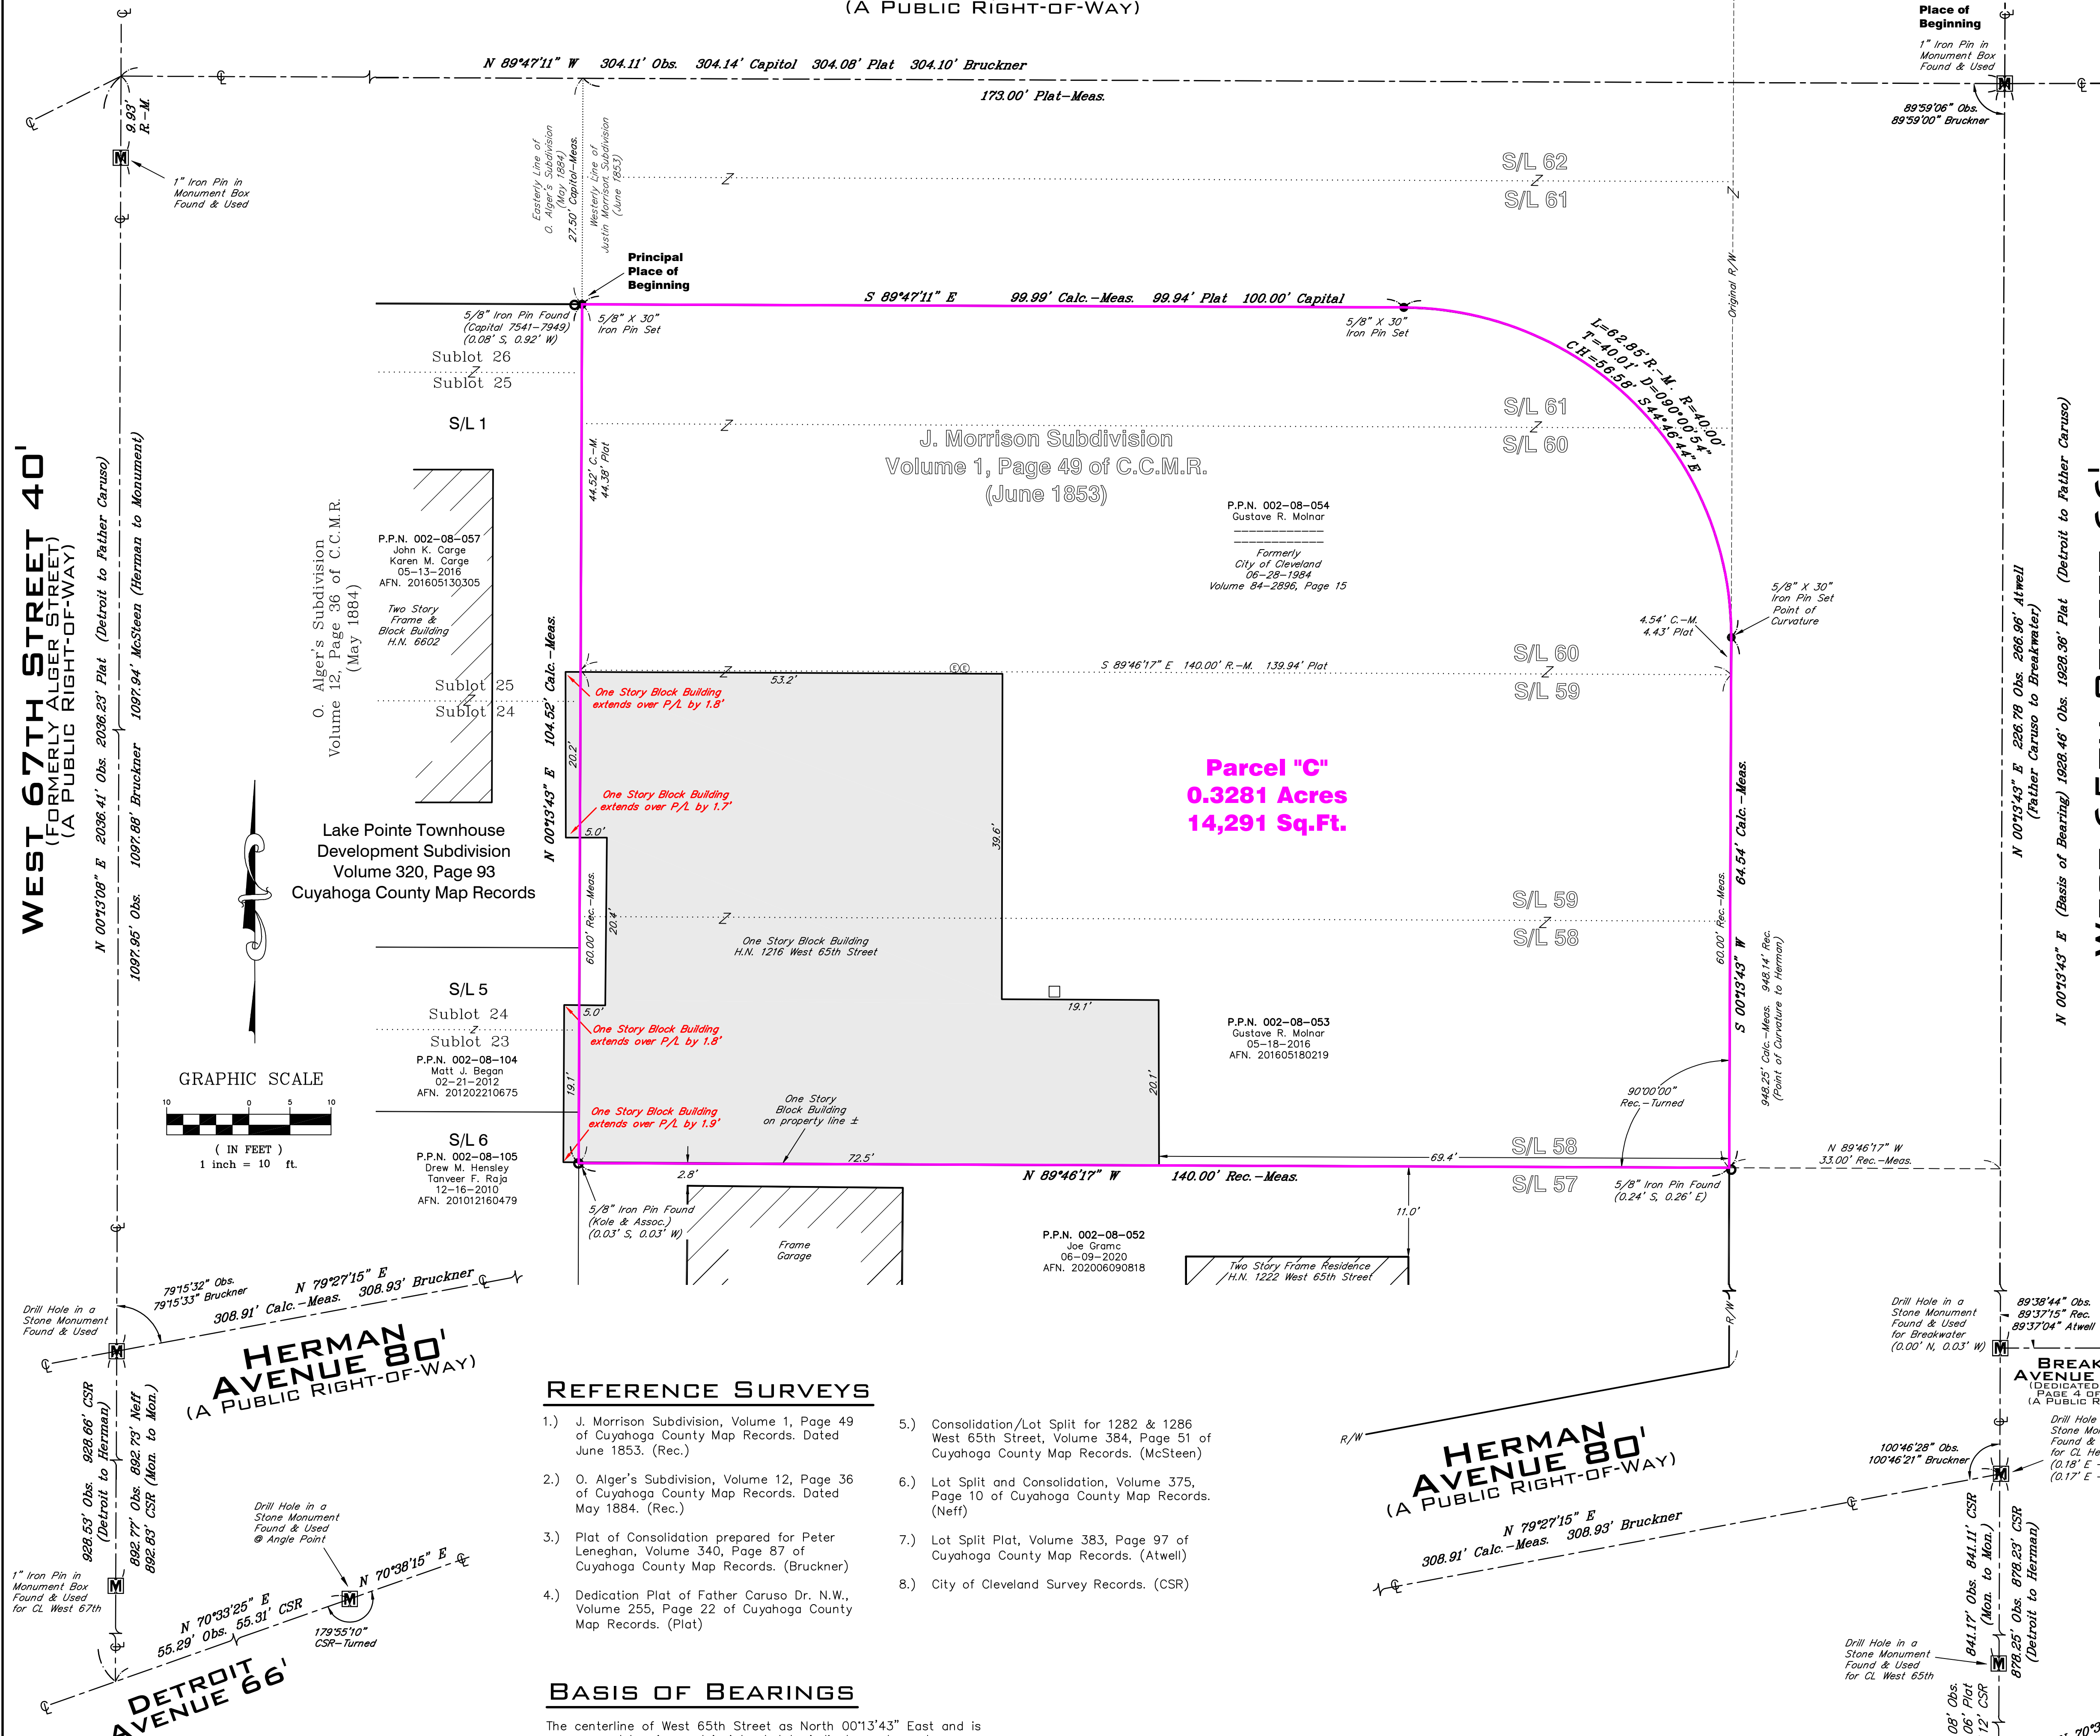 (A PUBLIC RIGHT-OF-WAY)
Place of
Beginning
1" Iron Pin in
Monument Box
Found & Used
N 89°47'11" W 304.11' Obs. 304.14' Capitol 304.08' Plat 304.10' Bruckner
173.00' Plat-Meas.
89°59'06" Obs.
89°59'00" Bruckner
9.93'
R.-M.
1" Iron Pin in
Monument Box
Found & Used
Easterly Line of
O. Alger's Subdivision
(May 1884)
27.50' Capital-Meas.
Westerly Line of
Justin Morrison Subdivision
(June 1853)
S/L 62
S/L 61
Original R/W
Principal
Place of
Beginning
S 89°47'11" E 99.99' Calc.-Meas. 99.94' Plat 100.00' Capital
5/8" Iron Pin Found
(Capital 7541-7949)
(0.08' S, 0.92' W)
5/8" X 30"
Iron Pin Set
5/8" X 30"
Iron Pin Set
L=62.85' R.-M. R=40.00'
T=40.01' D=090°00'54"
CH=56.58' S44°46'44"E
Sublot 26
Sublot 25
S/L 1
S/L 61
S/L 60
J. Morrison Subdivision
Volume 1, Page 49 of C.C.M.R.
(June 1853)
44.52' C.-M.
44.38' Plat
P.P.N. 002-08-054
Gustave R. Molnar
Formerly
City of Cleveland
06-28-1984
Volume 84-2896, Page 15
WEST 67TH STREET 40'
(FORMERLY ALGER STREET)
(A PUBLIC RIGHT-OF-WAY)
N 00°13'08" E 2036.41' Obs. 2036.23' Plat (Detroit to Father Caruso)
1097.95' Obs. 1097.88' Bruckner 1097.94' McSteen (Herman to Monument)
O. Alger's Subdivision
Volume 12, Page 36 of C.C.M.R.
(May 1884)
P.P.N. 002-08-057
John K. Carge
Karen M. Carge
05-13-2016
AFN. 201605130305
Two Story
Frame &
Block Building
H.N. 6602
5/8" X 30"
Iron Pin Set
Point of
Curvature
4.54' C.-M.
4.43' Plat
S 89°46'17" E 140.00' R.-M. 139.94' Plat
S/L 60
S/L 59
Sublot 25
Sublot 24
N 00°13'43" E 104.52' Calc.-Meas.
E E
53.2'
One Story Block Building
extends over P/L by 1.8'
20.2'
One Story Block Building
extends over P/L by 1.7'
5.0'
39.6'
Parcel "C"
0.3281 Acres
14,291 Sq.Ft.
S 00°13'43" W 64.54' Calc.-Meas.
60.00' Rec.-Meas.
948.25' Calc.-Meas. 948.14' Rec.
(Point of Curvature to Herman)
N 00°13'43" E 226.78 Obs. 266.96' Atwell
(Father Caruso to Breakwater)
N 00°13'43" E (Basis of Bearing) 1928.46' Obs. 1928.36' Plat (Detroit to Father Caruso)
Lake Pointe Townhouse
Development Subdivision
Volume 320, Page 93
Cuyahoga County Map Records
60.00' Rec.-Meas.
20.4'
S/L 59
S/L 58
One Story Block Building
H.N. 1216 West 65th Street
S/L 5
Sublot 24
Sublot 23
5.0'
19.1'
One Story Block Building
extends over P/L by 1.8'
P.P.N. 002-08-053
Gustave R. Molnar
05-18-2016
AFN. 201605180219
P.P.N. 002-08-104
Matt J. Began
02-21-2012
AFN. 201202210675
GRAPHIC SCALE
10 0 5 10
( IN FEET )
1 inch = 10 ft.
19.1'
20.1'
One Story Block Building
extends over P/L by 1.9'
One Story
Block Building
on property line ±
90°00'00"
Rec.-Turned
S/L 6
P.P.N. 002-08-105
Drew M. Hensley
Tanveer F. Raja
12-16-2010
AFN. 201012160479
2.8'
72.5'
69.4'
S/L 58
S/L 57
N 89°46'17" W 140.00' Rec.-Meas.
N 89°46'17" W
33.00' Rec.-Meas.
5/8" Iron Pin Found
(0.24' S, 0.26' E)
5/8" Iron Pin Found
(Kole & Assoc.)
(0.03' S, 0.03' W)
11.0'
Frame
Garage
P.P.N. 002-08-052
Joe Gramc
06-09-2020
AFN. 202006090818
Two Story Frame Residence
H.N. 1222 West 65th Street
79°15'32" Obs.
79°15'33" Bruckner
N 79°27'15" E
308.91' Calc.-Meas. 308.93' Bruckner
Drill Hole in a
Stone Monument
Found & Used
HERMAN
AVENUE 80'
(A PUBLIC RIGHT-OF-WAY)
R/W
R/W
Drill Hole in a
Stone Monument
Found & Used
for Breakwater
(0.00' N, 0.03' W)
89°38'44" Obs.
89°37'15" Rec.
89°37'04" Atwell
BREAK
AVENUE
(DEDICATED
PAGE 4 OF
(A PUBLIC R
REFERENCE SURVEYS
1.) J. Morrison Subdivision, Volume 1, Page 49
of Cuyahoga County Map Records. Dated
June 1853. (Rec.)
2.) O. Alger's Subdivision, Volume 12, Page 36
of Cuyahoga County Map Records. Dated
May 1884. (Rec.)
3.) Plat of Consolidation prepared for Peter
Leneghan, Volume 340, Page 87 of
Cuyahoga County Map Records. (Bruckner)
4.) Dedication Plat of Father Caruso Dr. N.W.,
Volume 255, Page 22 of Cuyahoga County
Map Records. (Plat)
5.) Consolidation/Lot Split for 1282 & 1286
West 65th Street, Volume 384, Page 51 of
Cuyahoga County Map Records. (McSteen)
6.) Lot Split and Consolidation, Volume 375,
Page 10 of Cuyahoga County Map Records.
(Neff)
7.) Lot Split Plat, Volume 383, Page 97 of
Cuyahoga County Map Records. (Atwell)
8.) City of Cleveland Survey Records. (CSR)
HERMAN
AVENUE 80'
(A PUBLIC RIGHT-OF-WAY)
N 79°27'15" E
308.91' Calc.-Meas. 308.93' Bruckner
100°46'28" Obs.
100°46'21" Bruckner
Drill Hole
Stone Mo
Found &
for CL He
(0.18' E -
(0.17' E -
928.53' Obs. 928.66' CSR
(Detroit to Herman)
892.77' Obs. 892.73' Neff
892.83' CSR (Mon. to Mon.)
1" Iron Pin in
Monument Box
Found & Used
for CL West 67th
Drill Hole in a
Stone Monument
Found & Used
@ Angle Point
N 70°38'15" E
N 70°33'25" E
55.29' Obs. 55.31' CSR
179°55'10"
CSR-Turned
DETROIT
AVENUE 66'
841.17' Obs. 841.11' CSR
(Mon. to Mon.)
878.25' Obs. 878.23' CSR
(Detroit to Herman)
Drill Hole in a
Stone Monument
Found & Used
for CL West 65th
08' Obs.
06' Plat
12' CSR
BASIS OF BEARINGS
The centerline of West 65th Street as North 00°13'43" East and is